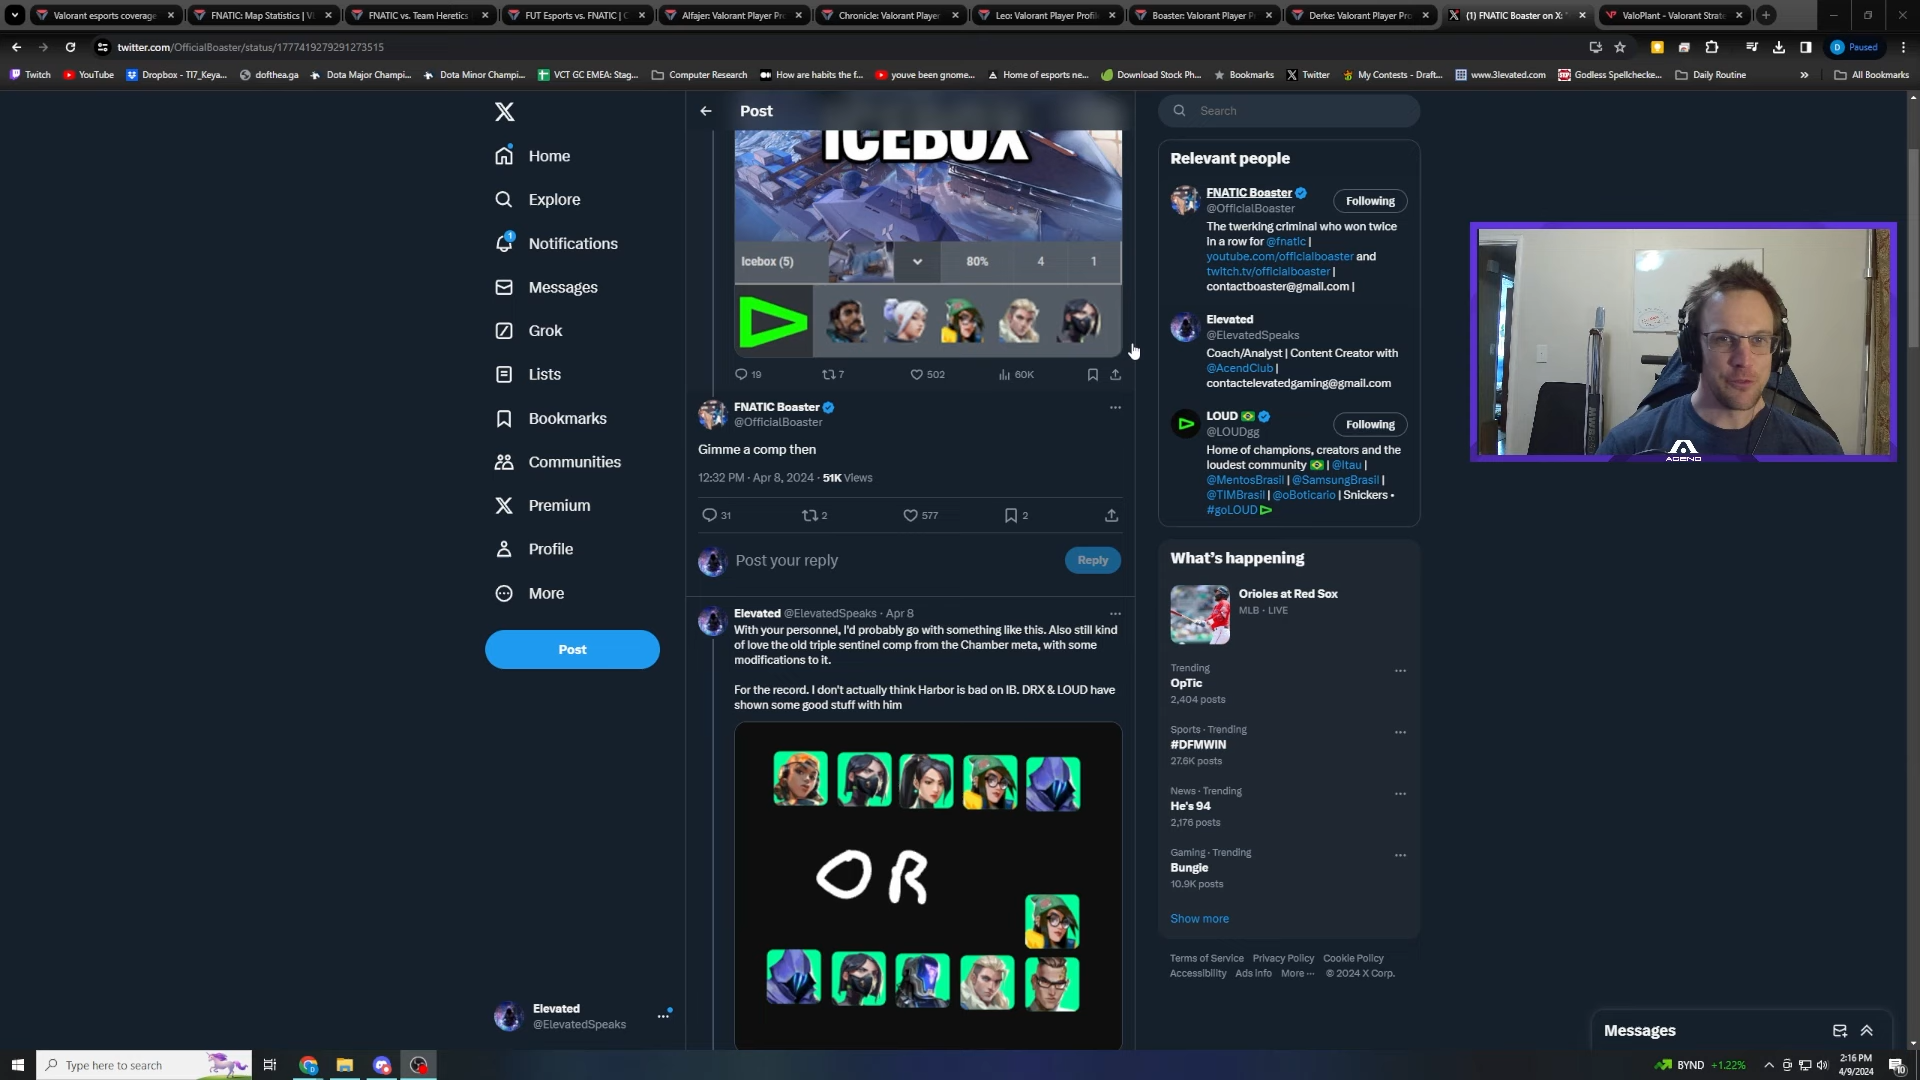 Valorant esports coverage
FNATIC: Map Statistics | VL
FNATIC vs. Team Heretics
FUT Esports vs. FNATIC | C
Alfajer: Valorant Player Pro
Chronicle: Valorant Player
Leo: Valorant Player Profil
Boaster: Valorant Player P
Derke: Valorant Player Pro
(1) FNATIC Boaster on X: "
ValoPlant - Valorant Strat
twitter.com/OfficialBoaster/status/1777419279291273515
D Paused
Twitch
YouTube
Dropbox - TI7_Keya...
dofthea.ga
Dota Major Champi...
Dota Minor Champi...
VCT GC EMEA: Stag...
Computer Research
How are habits the f...
youve been gnome...
Home of esports ne...
Download Stock Ph...
Bookmarks
Twitter
My Contests - Draft...
www.3levated.com
Godless Spellchecke...
Daily Routine
All Bookmarks
Home
Explore
1
Notifications
Messages
Grok
Lists
Bookmarks
Communities
Premium
Profile
More
Post
Elevated
@ElevatedSpeaks
Post
ICEBOX
Icebox (5)
80%
4
1
19
7
502
60K
FNATIC Boaster
@OfficialBoaster
Gimme a comp then
12:32 PM · Apr 8, 2024 · 51K Views
31
2
577
2
Post your reply
Reply
Elevated @ElevatedSpeaks · Apr 8
With your personnel, I'd probably go with something like this. Also still kind
of love the old triple sentinel comp from the Chamber meta, with some
modifications to it.
For the record. I don't actually think Harbor is bad on IB. DRX & LOUD have
shown some good stuff with him
OR
Search
Relevant people
FNATIC Boaster
Following
@OfficialBoaster
The twerking criminal who won twice
in a row for @fnatic |
youtube.com/officialboaster and
twitch.tv/officialboaster |
contactboaster@gmail.com |
Elevated
@ElevatedSpeaks
Coach/Analyst | Content Creator with
@AcendClub |
contactelevatedgaming@gmail.com
LOUD
Following
@LOUDgg
Home of champions, creators and the
loudest community | @Itau |
@MentosBrasil | @SamsungBrasil |
@TIMBrasil | @oBoticario | Snickers •
#goLOUD
What's happening
Orioles at Red Sox
MLB · LIVE
Trending
OpTic
2,404 posts
Sports · Trending
#DFMWIN
27.6K posts
News · Trending
He's 94
2,176 posts
Gaming · Trending
Bungie
10.9K posts
Show more
Terms of Service Privacy Policy Cookie Policy
Accessibility Ads info More ··· © 2024 X Corp.
ACEND
Messages
Type here to search
BYND +1.22%
2:16 PM
4/9/2024
10